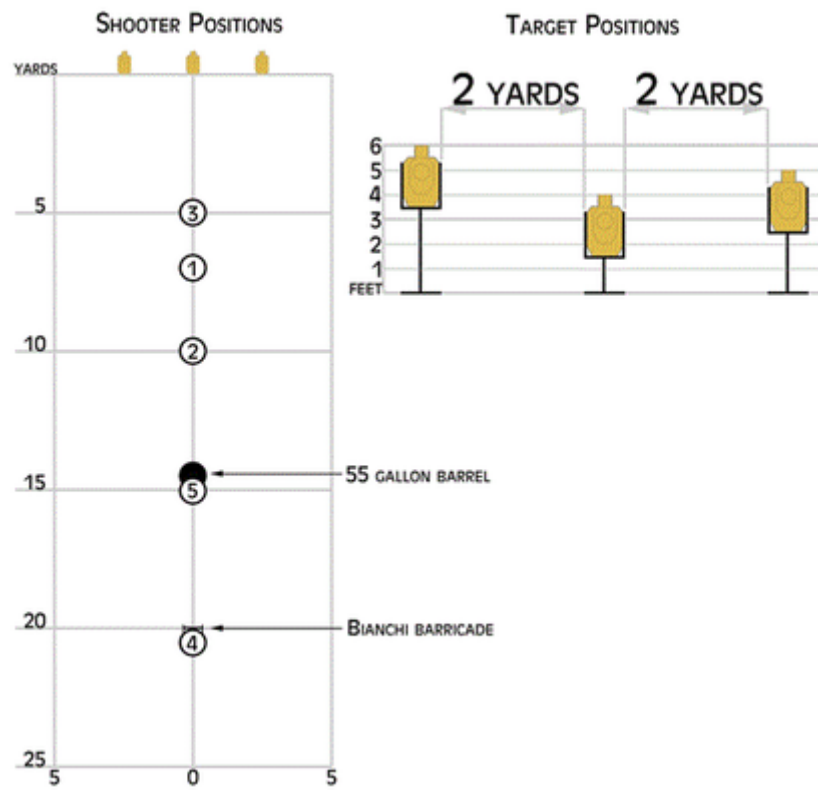 Shooter Positions
Target Positions
YARDS
2 YARDS
2 YARDS
6
5
4
3
2
1
FEET
5
3
1
10
2
55 GALLON BARREL
15
5
20
BIANCHI BARRICADE
4
25
5
0
5